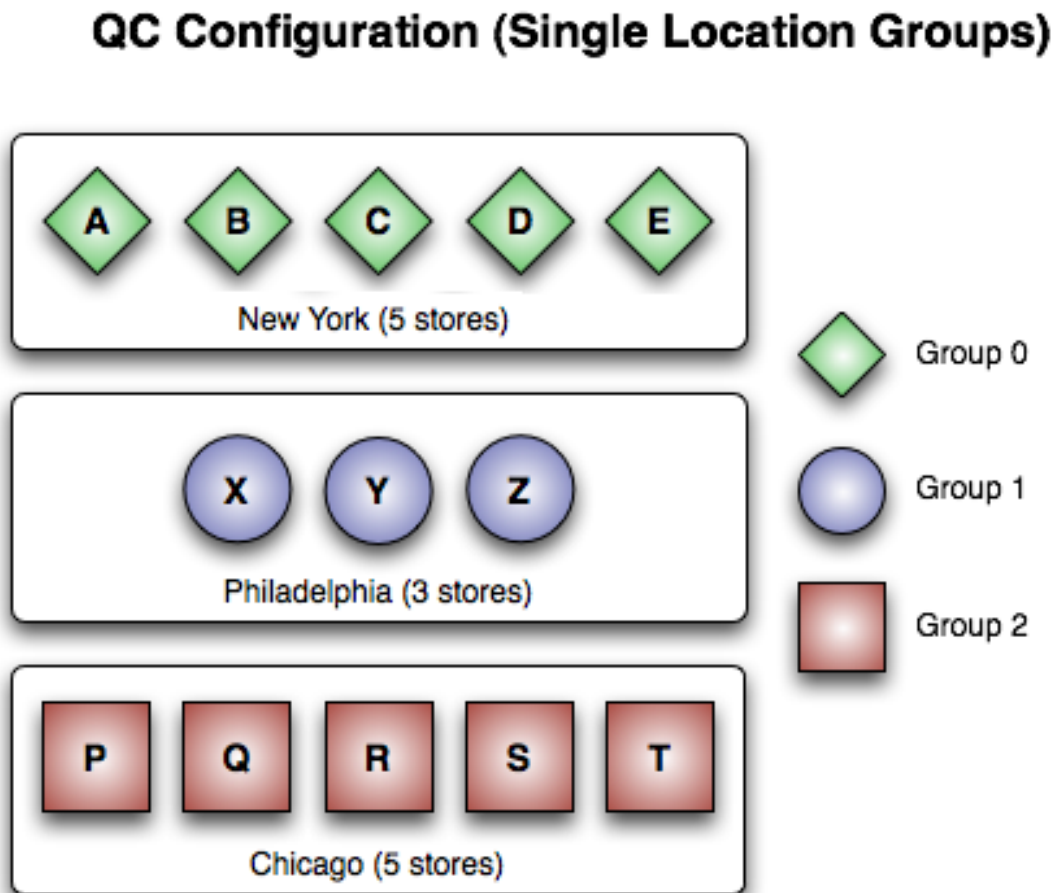 QC Configuration (Single Location Groups)
A B C D E
New York (5 stores)
Group 0
X Y Z
Group 1
Philadelphia (3 stores)
Group 2
P Q R S T
Chicago (5 stores)